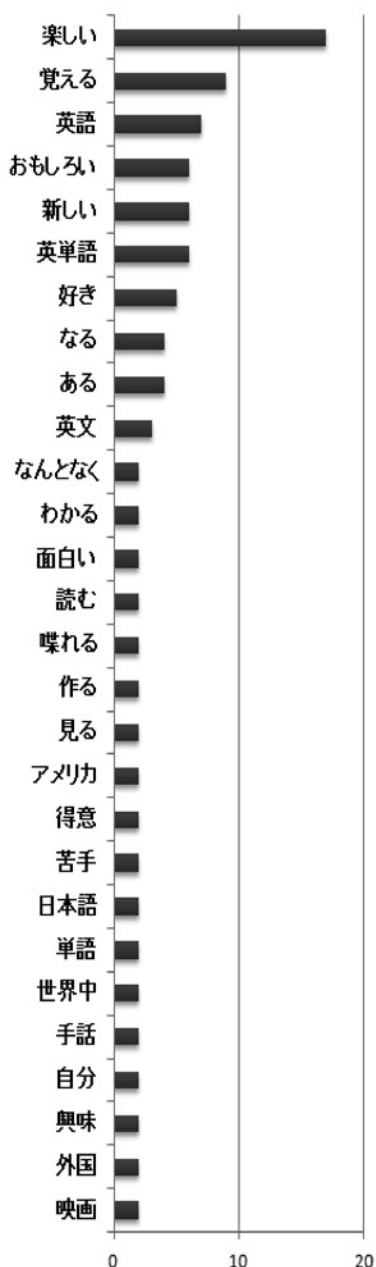 楽しい
覚える
英語
おもしろい
新しい
英単語
好き
なる
ある
英文
なんとなく
わかる
面白い
読む
喋れる
作る
見る
アメリカ
得意
苦手
日本語
単語
世界中
手話
自分
興味
外国
映画
0 10 20